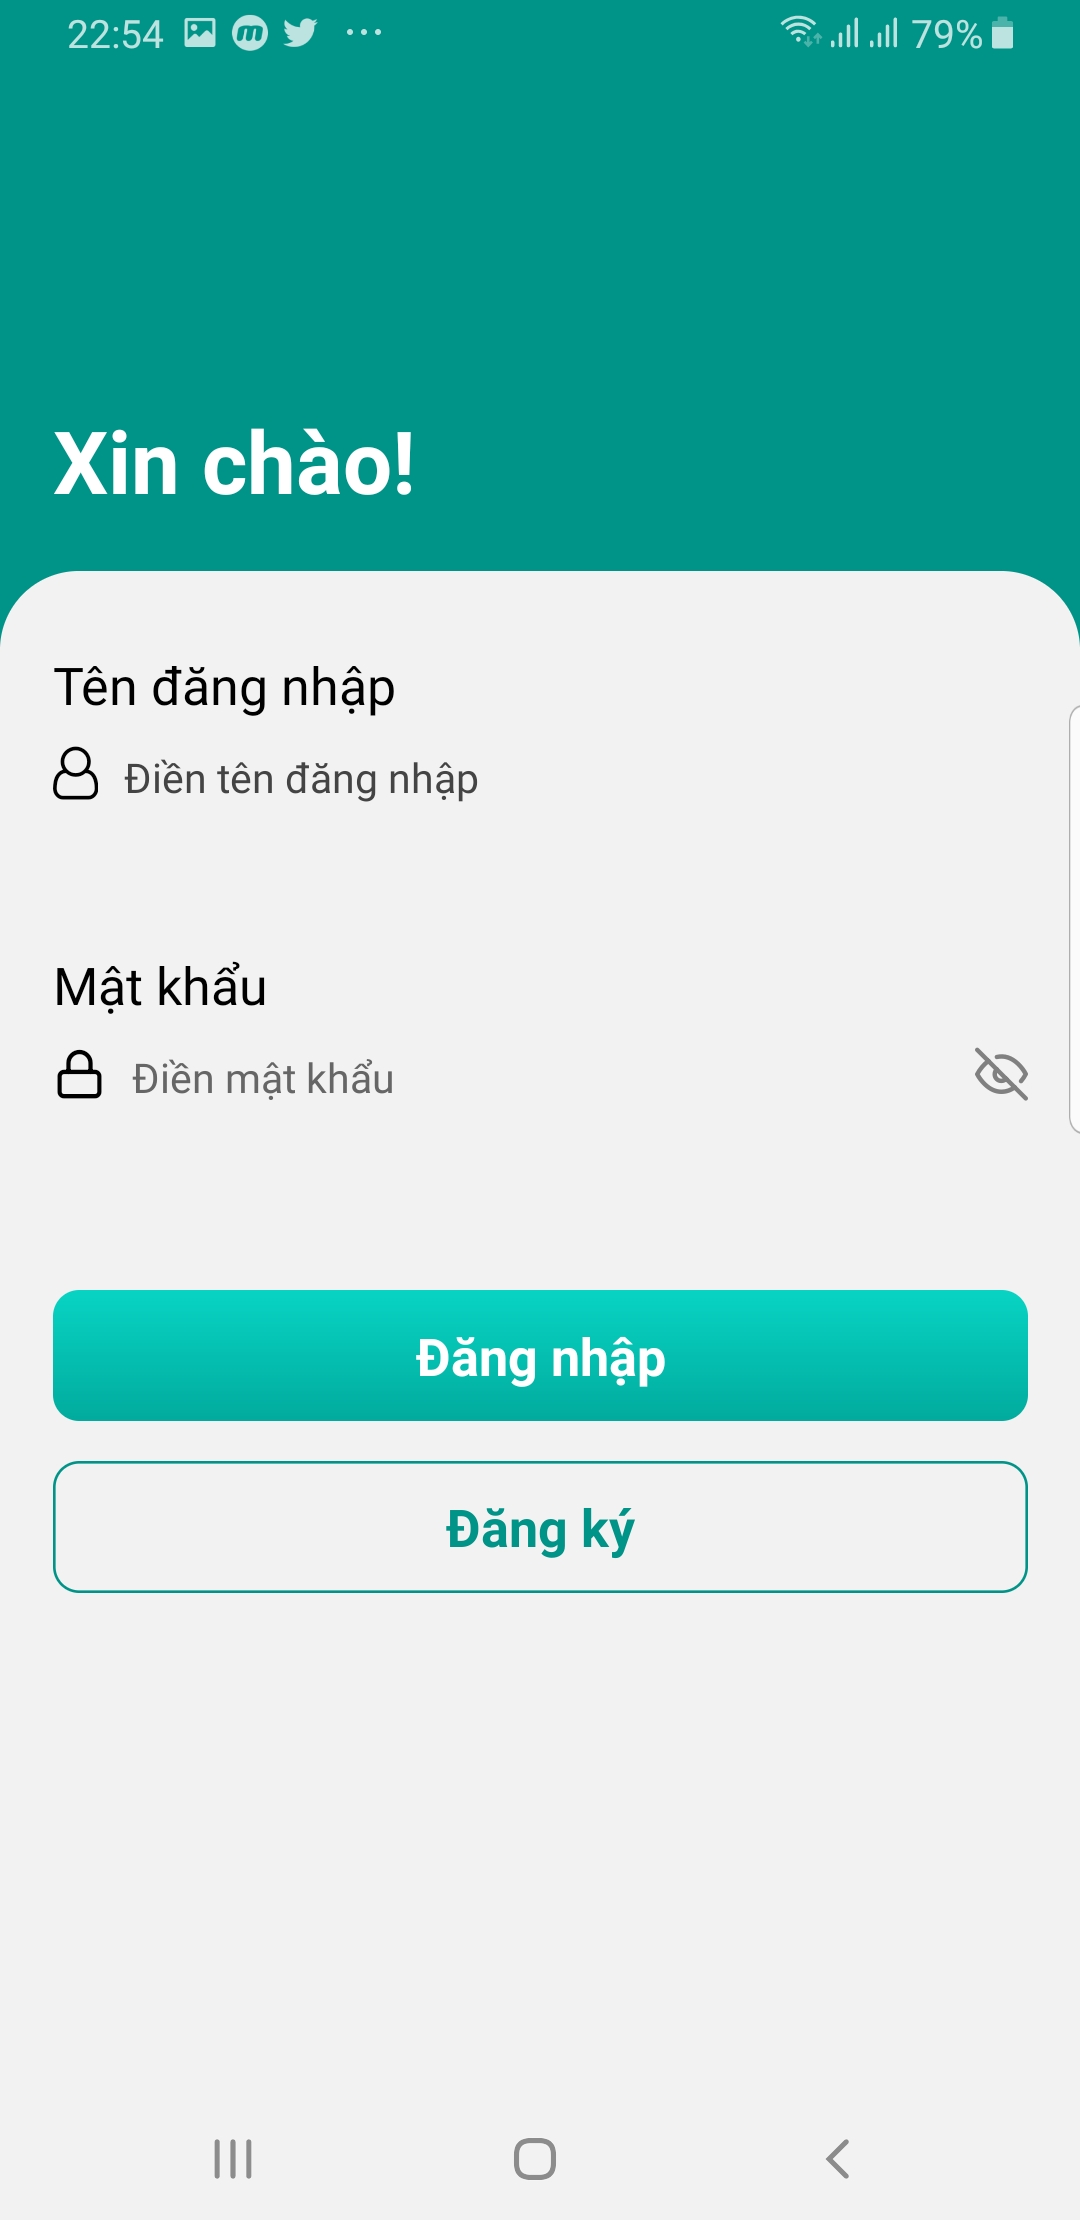 22:54
79%
Xin chào!
Tên đăng nhập
Điền tên đăng nhập
Mật khẩu
Điền mật khẩu
Đăng nhập
Đăng ký